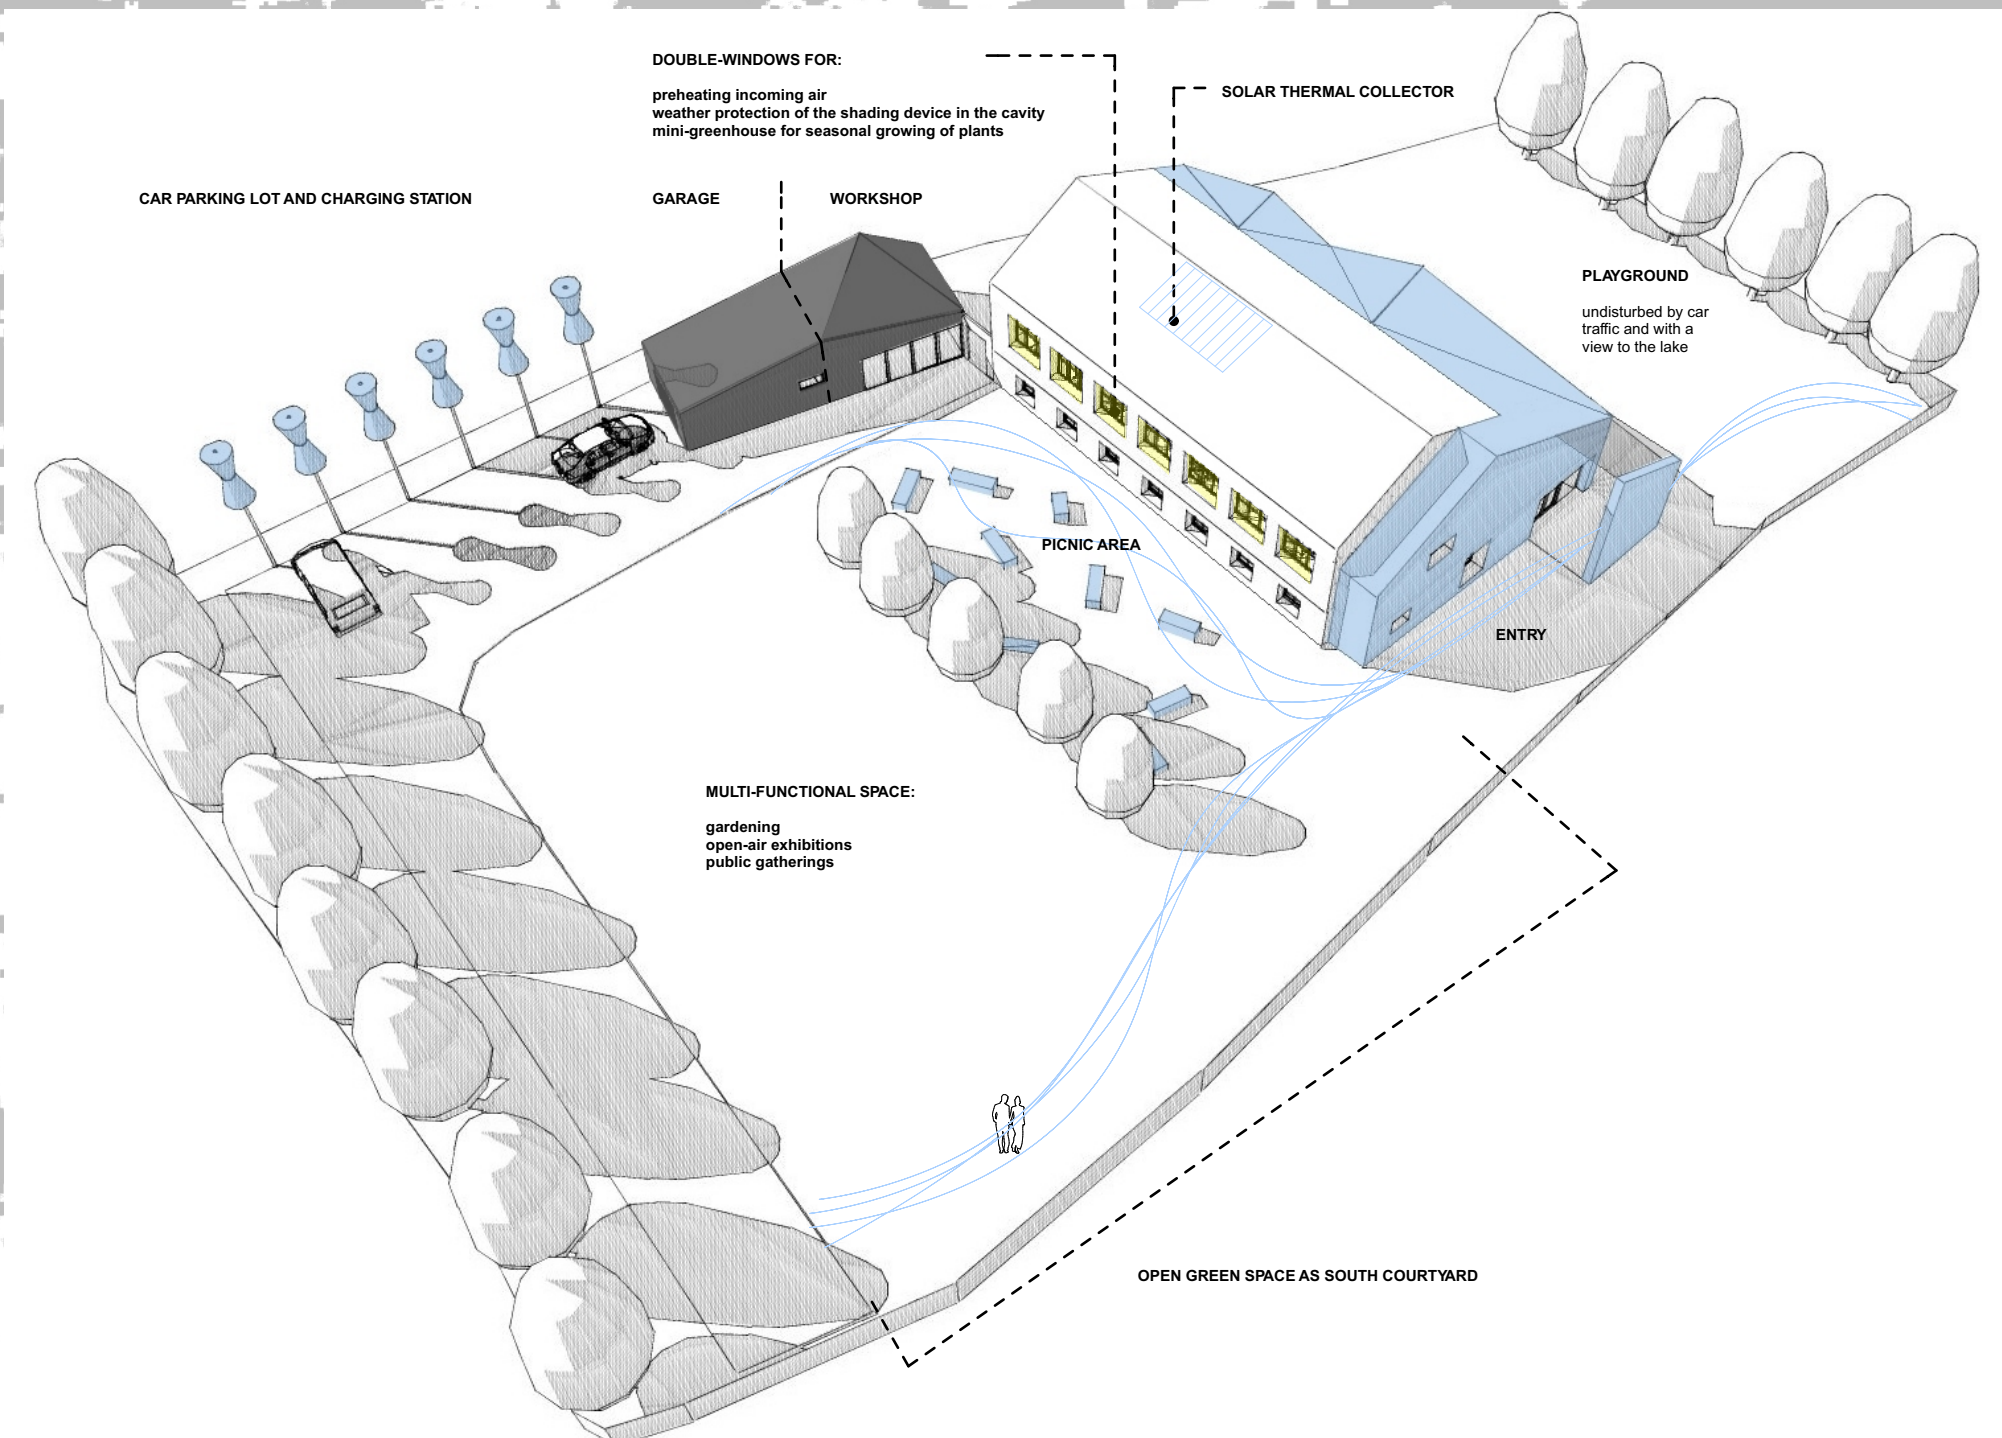 DOUBLE-WINDOWS FOR:
preheating incoming air
weather protection of the shading device in the cavity
mini-greenhouse for seasonal growing of plants
SOLAR THERMAL COLLECTOR
CAR PARKING LOT AND CHARGING STATION
GARAGE
WORKSHOP
PLAYGROUND
undisturbed by car
traffic and with a
view to the lake
PICNIC AREA
ENTRY
MULTI-FUNCTIONAL SPACE:
gardening
open-air exhibitions
public gatherings
OPEN GREEN SPACE AS SOUTH COURTYARD